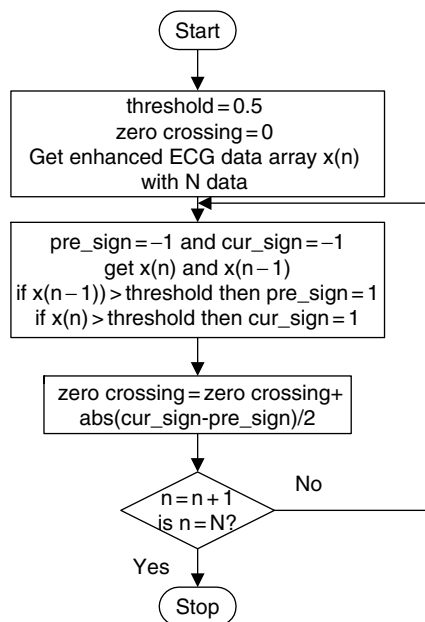 Start
threshold = 0.5
zero crossing = 0
Get enhanced ECG data array x(n)
with N data
pre_sign = −1 and cur_sign = −1
get x(n) and x(n−1)
if x(n−1)) > threshold then pre_sign = 1
if x(n) > threshold then cur_sign = 1
zero crossing = zero crossing+
abs(cur_sign-pre_sign)/2
n = n + 1
is n = N?
No
Yes
Stop